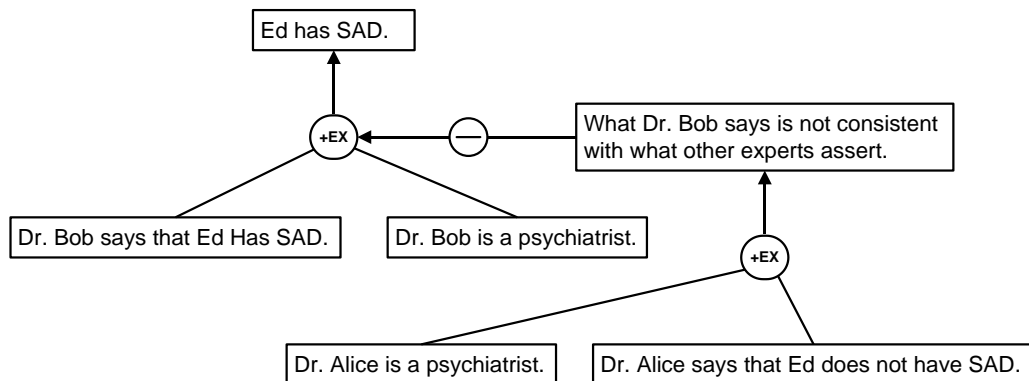 Ed has SAD.
+EX
What Dr. Bob says is not consistent
with what other experts assert.
Dr. Bob says that Ed Has SAD.
Dr. Bob is a psychiatrist.
+EX
Dr. Alice is a psychiatrist.
Dr. Alice says that Ed does not have SAD.